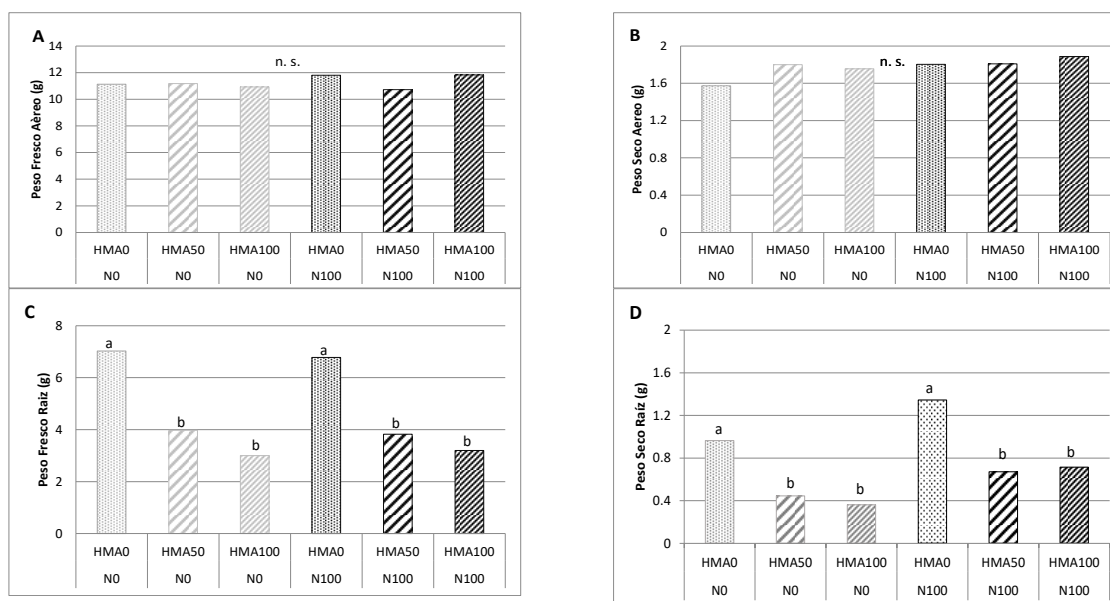 A
Peso Fresco Aèreo (g)
14
12
10
8
6
4
2
0
n. s.
HMA0 HMA50 HMA100 HMA0 HMA50 HMA100
N0 N0 N0 N100 N100 N100
B
Peso Seco Aereo (g)
2
1.6
1.2
0.8
0.4
0
n.s.
HMA0 HMA50 HMA100 HMA0 HMA50 HMA100
N0 N0 N0 N100 N100 N100
C
Peso Fresco Raíz (g)
8
6
4
2
0
a b b a b b
HMA0 HMA50 HMA100 HMA0 HMA50 HMA100
N0 N0 N0 N100 N100 N100
D
Peso Seco Raíz (g)
2
1.6
1.2
0.8
0.4
0
a b b a b b
HMA0 HMA50 HMA100 HMA0 HMA50 HMA100
N0 N0 N0 N100 N100 N100